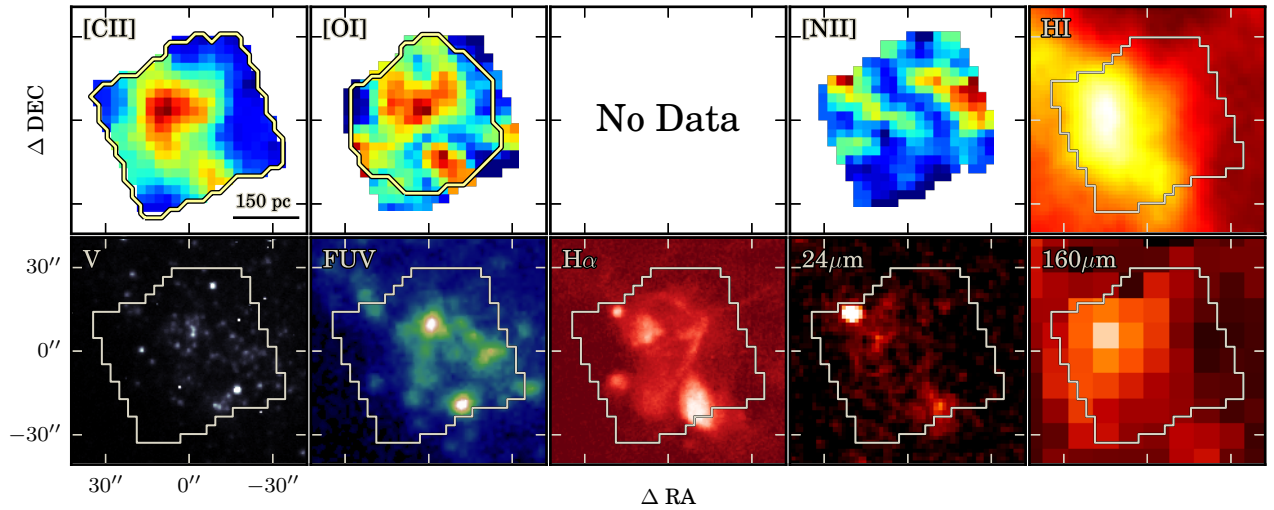 [CII]
[OI]
No Data
[NII]
HI
150 pc
Δ DEC
V
FUV
Hα
24μm
160μm
30′′
0′′
−30′′
30′′ 0′′ −30′′
Δ RA